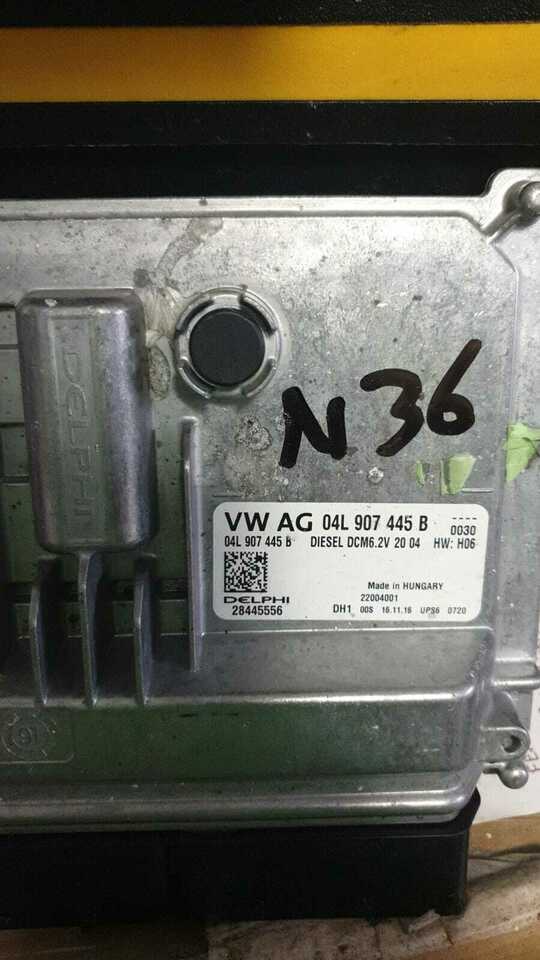 DELPHI
N36
VW AG 04L 907 445 B ---- 0030
04L 907 445 B DIESEL DCM6.2V 20 04 HW: H06
Made in HUNGARY
22004001
DELPHI
28445556 DH1 00S 16.11.16 UPS6 0720